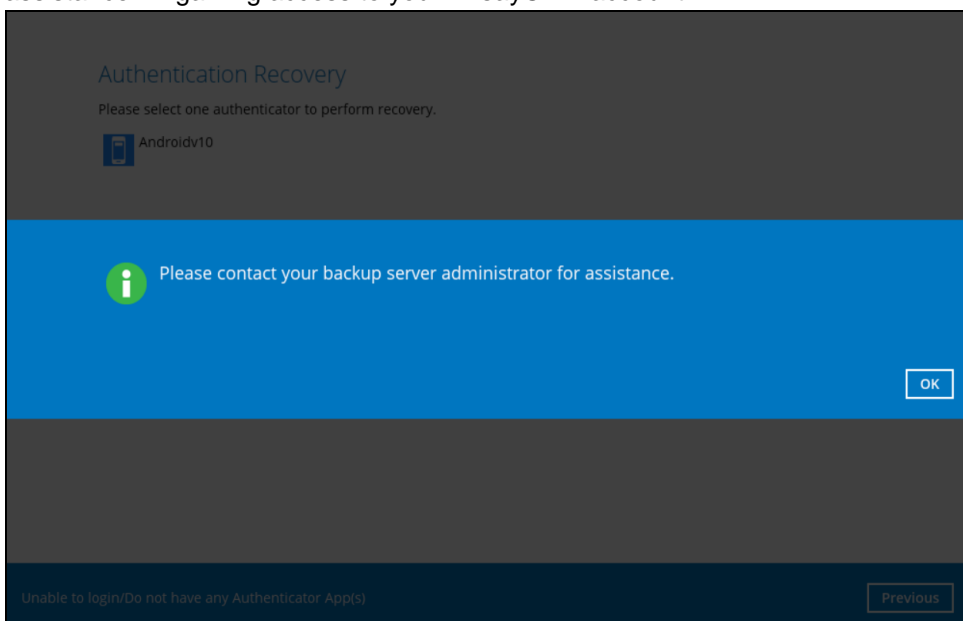 Authentication Recovery
Please select one authenticator to perform recovery.
Androidv10
Please contact your backup server administrator for assistance.
OK
Unable to login/Do not have any Authenticator App(s)
Previous